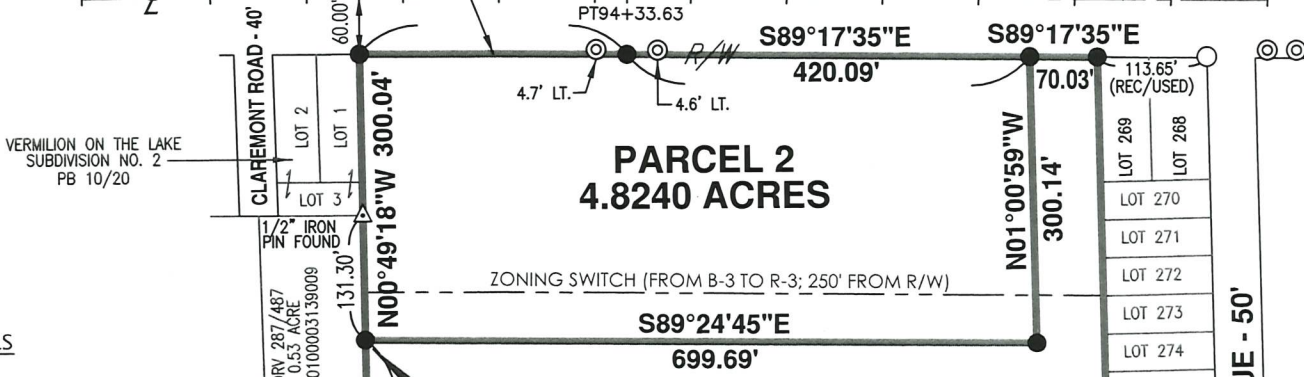 PT94+33.63
60.00'
CLAREMONT ROAD - 40'
S89°17'35"E
420.09'
S89°17'35"E
70.03'
113.65'
(REC/USED)
R/W
4.7' LT.
4.6' LT.
LOT 2
LOT 1
LOT 3
VERMILION ON THE LAKE
SUBDIVISION NO. 2
PB 10/20
N00°49'18"W 300.04'
PARCEL 2
4.8240 ACRES
N01°00'59"W
300.14'
LOT 269
LOT 268
LOT 270
LOT 271
LOT 272
LOT 273
LOT 274
1/2" IRON
PIN FOUND
131.30'
ZONING SWITCH (FROM B-3 TO R-3; 250' FROM R/W)
S89°24'45"E
699.69'
287/487
0.53 ACRE
UE - 50'